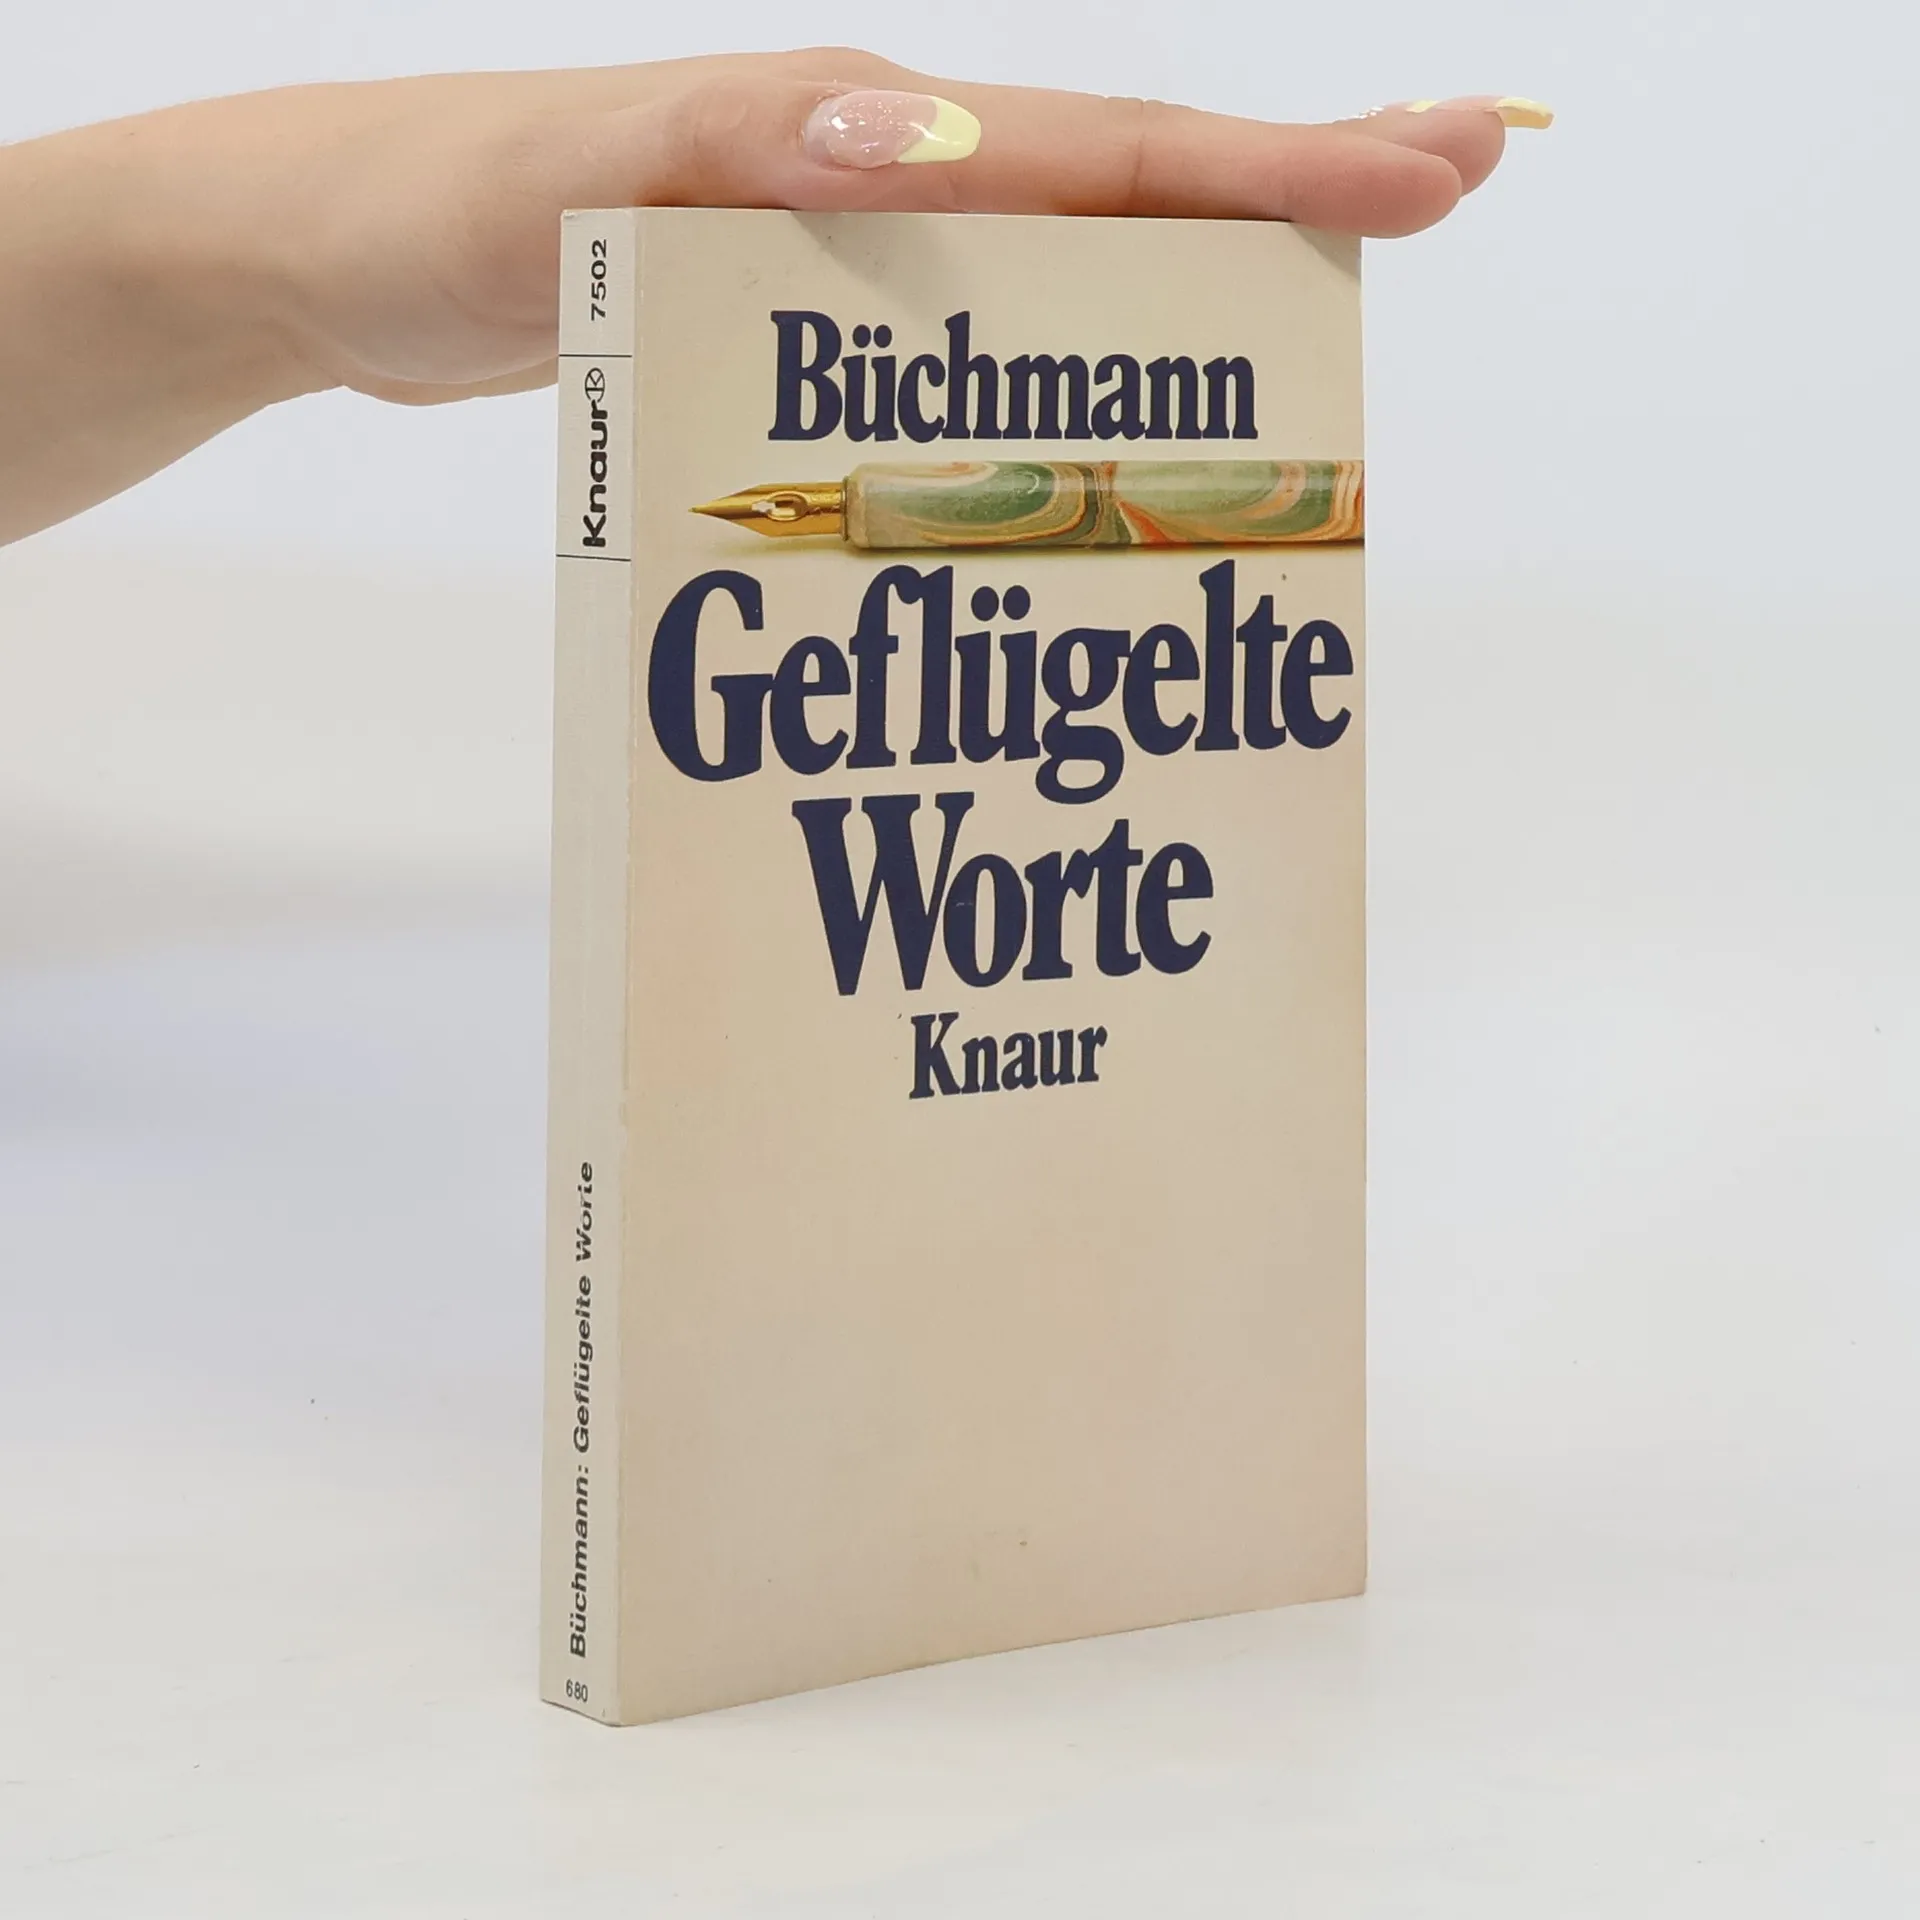 Büchmann
Geflügelte
Worte
Knaur
7502
Knaur
Büchmann: Geflügelte Worte
680